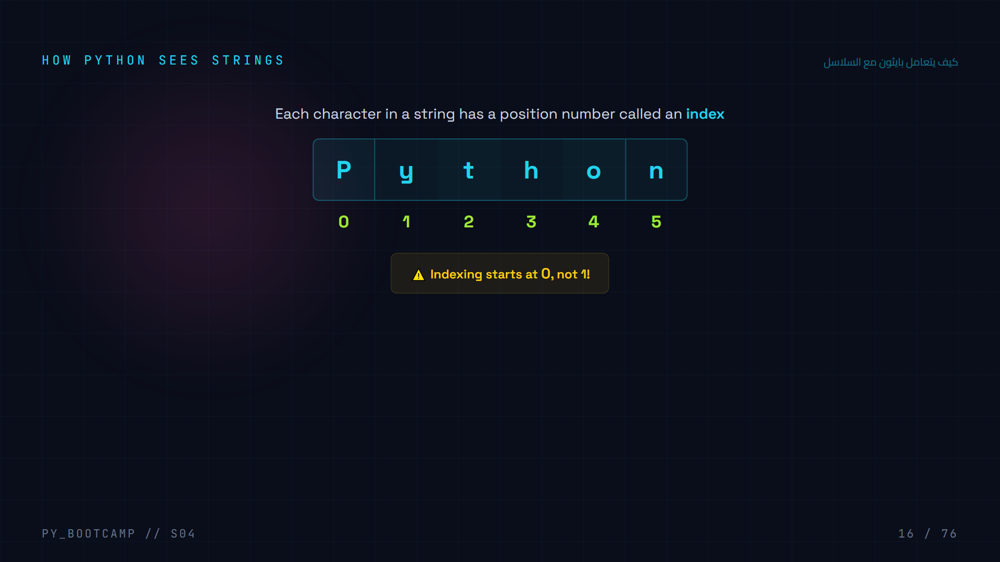 HOW PYTHON SEES STRINGS
كيف يتعامل بايثون مع السلاسل
Each character in a string has a position number called an index
P y t h o n
0 1 2 3 4 5
⚠ Indexing starts at 0, not 1!
PY_BOOTCAMP // S04
16 / 76